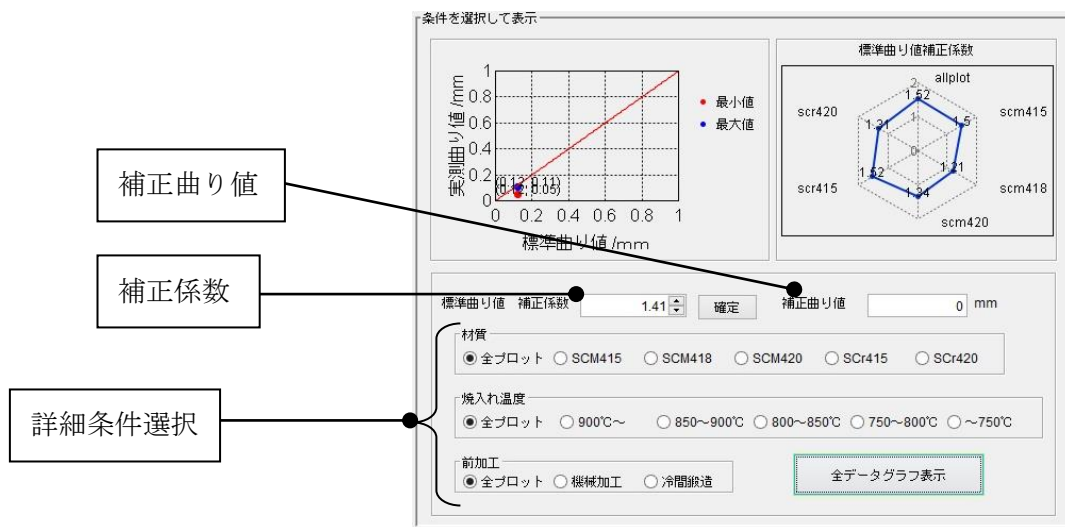 条件を選択して表示
1
0.8
0.6
0.4
0.2
0
実測曲り値/mm
(0.12, 0.11)
(0.12, 0.05)
0 0.2 0.4 0.6 0.8 1
標準曲り値/mm
最小値
最大値
標準曲り値補正係数
allplot
scm415
scm418
scm420
scr415
scr420
2
1
0
1.52
1.5
1.21
1.34
1.52
1.31
補正曲り値
補正係数
詳細条件選択
標準曲り値 補正係数 1.41 確定 補正曲り値 0 mm
材質
全プロット SCM415 SCM418 SCM420 SCr415 SCr420
焼入れ温度
全プロット 900℃～ 850～900℃ 800～850℃ 750～800℃ ～750℃
前加工
全プロット 機械加工 冷間鍛造
全データグラフ表示